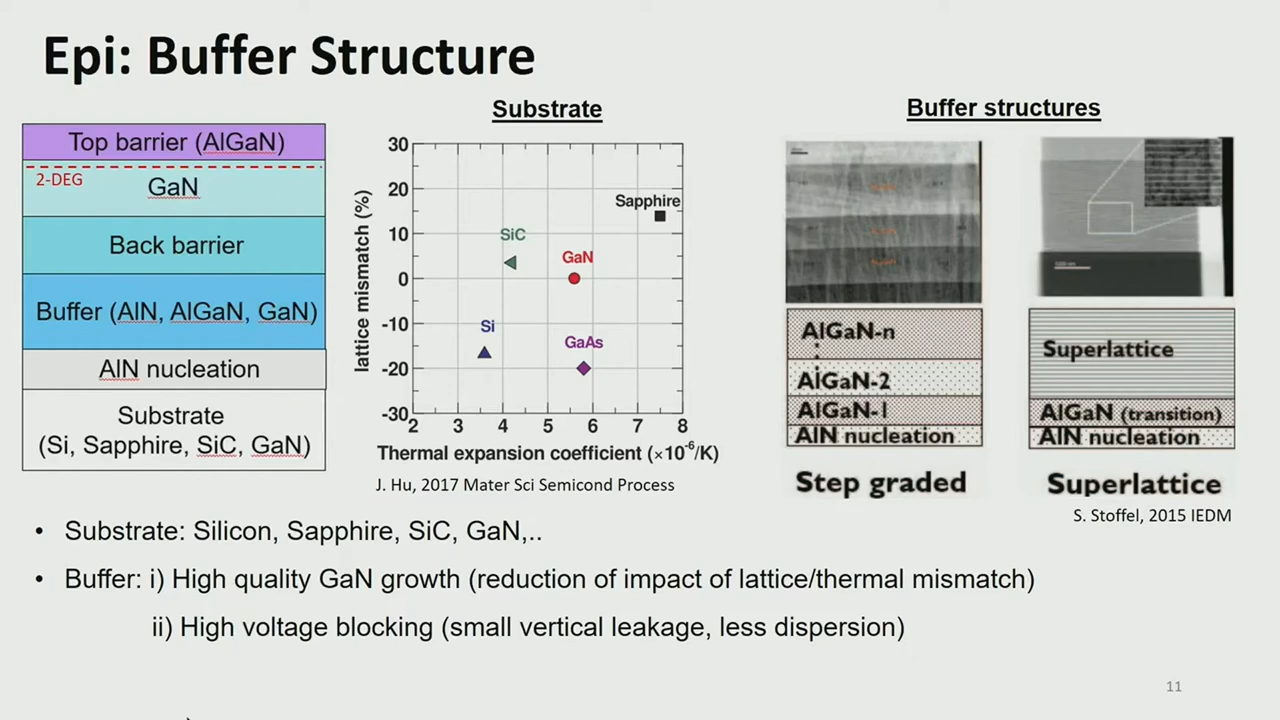 Epi: Buffer Structure
Top barrier (AlGaN)
2-DEG
GaN
Back barrier
Buffer (AlN, AlGaN, GaN)
AlN nucleation
Substrate
(Si, Sapphire, SiC, GaN)
Substrate
30
20
10
0
-10
-20
-30
2 3 4 5 6 7 8
lattice mismatch (%)
Thermal expansion coefficient (×10⁻⁶/K)
Sapphire
SiC
GaN
Si
GaAs
J. Hu, 2017 Mater Sci Semicond Process
Buffer structures
AlGaN-n
AlGaN-2
AlGaN-1
AlN nucleation
Step graded
Superlattice
AlGaN (transition)
AlN nucleation
Superlattice
S. Stoffel, 2015 IEDM
• Substrate: Silicon, Sapphire, SiC, GaN,..
• Buffer: i) High quality GaN growth (reduction of impact of lattice/thermal mismatch)
ii) High voltage blocking (small vertical leakage, less dispersion)
11